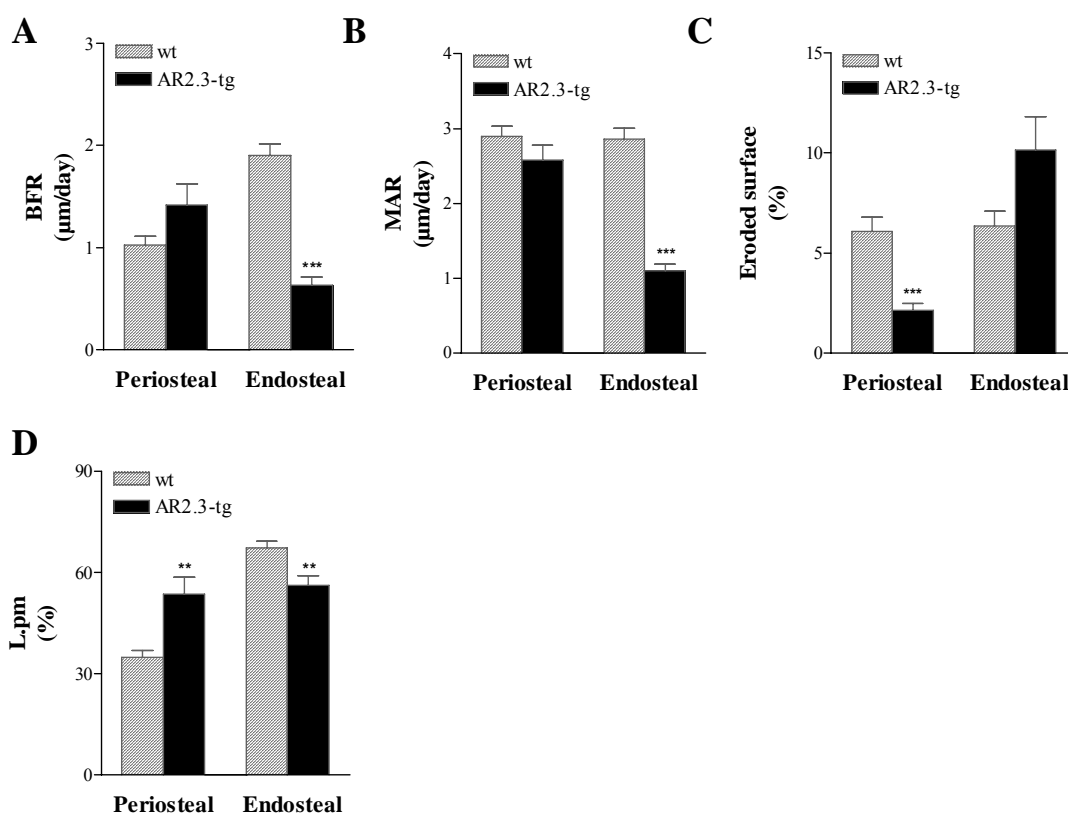 A
3
wt
AR2.3-tg
2
BFR
(µm/day)
1
***
0
Periosteal Endosteal
B
4
wt
AR2.3-tg
3
MAR
(µm/day)
2
***
1
0
Periosteal Endosteal
C
15
wt
AR2.3-tg
10
Eroded surface
(%)
5
***
0
Periosteal Endosteal
D
90
wt
AR2.3-tg
** **
60
L.pm
(%)
30
0
Periosteal Endosteal